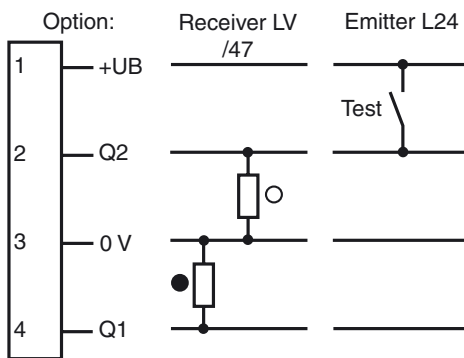 Option: Receiver LV Emitter L24
/47
1 +UB
Test
2 Q2
3 0 V
4 Q1